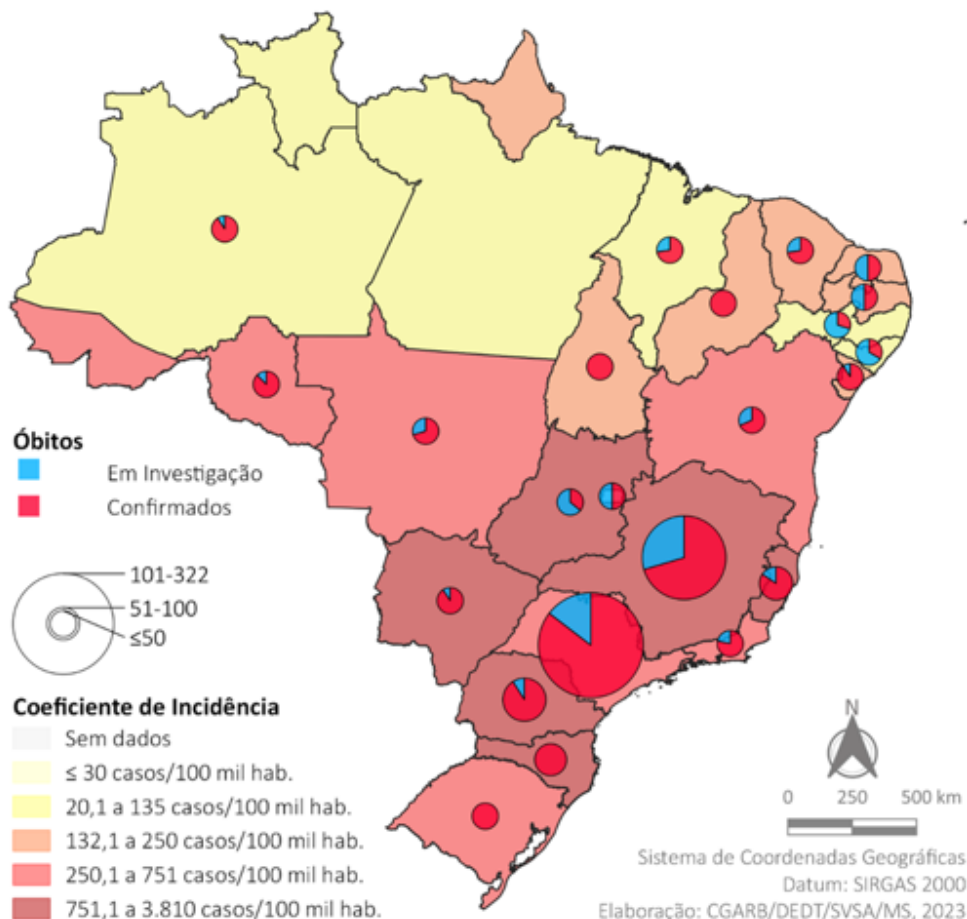 Óbitos
Em Investigação
Confirmados
101-322
51-100
≤50
Coeficiente de Incidência
Sem dados
≤ 30 casos/100 mil hab.
20,1 a 135 casos/100 mil hab.
132,1 a 250 casos/100 mil hab.
250,1 a 751 casos/100 mil hab.
751,1 a 3.810 casos/100 mil hab.
N
0 250 500 km
Sistema de Coordenadas Geográficas
Datum: SIRGAS 2000
Elaboração: CGARB/DEDT/SVSA/MS, 2023